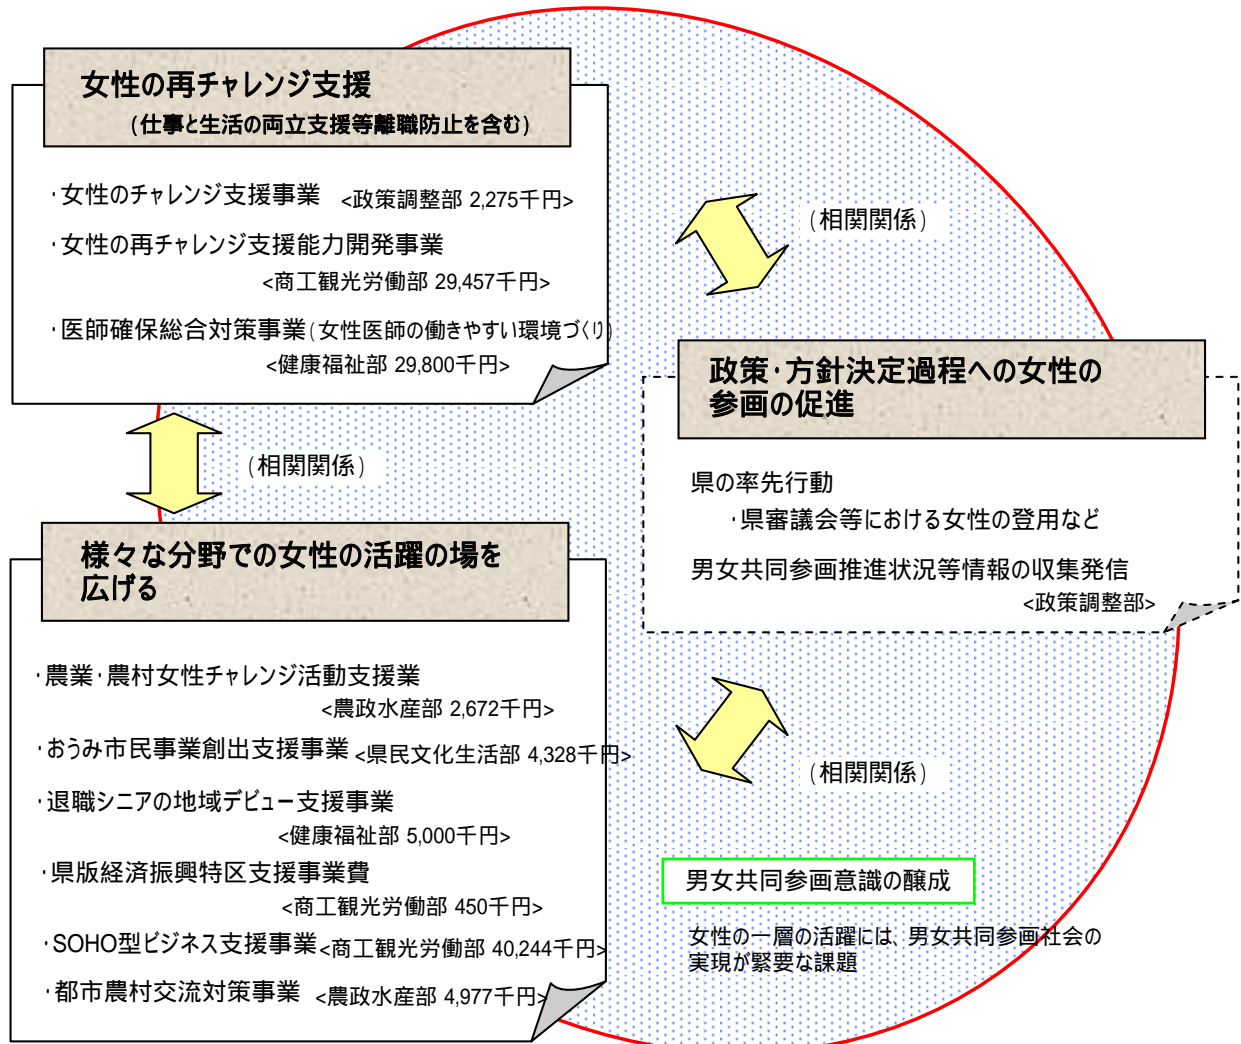 女性の再チャレンジ支援
(仕事と生活の両立支援等離職防止を含む)
・女性のチャレンジ支援事業 <政策調整部 2,275千円>
・女性の再チャレンジ支援能力開発事業
<商工観光労働部 29,457千円>
・医師確保総合対策事業(女性医師の働きやすい環境づくり)
<健康福祉部 29,800千円>
(相関関係)
(相関関係)
政策・方針決定過程への女性の
参画の促進
県の率先行動
・県審議会等における女性の登用など
男女共同参画推進状況等情報の収集発信
<政策調整部>
様々な分野での女性の活躍の場を
広げる
・農業・農村女性チャレンジ活動支援業
<農政水産部 2,672千円>
・おうみ市民事業創出支援事業 <県民文化生活部 4,328千円>
・退職シニアの地域デビュー支援事業
<健康福祉部 5,000千円>
・県版経済振興特区支援事業費
<商工観光労働部 450千円>
・SOHO型ビジネス支援事業 <商工観光労働部 40,244千円>
・都市農村交流対策事業 <農政水産部 4,977千円>
(相関関係)
男女共同参画意識の醸成
女性の一層の活躍には、男女共同参画社会の
実現が緊要な課題